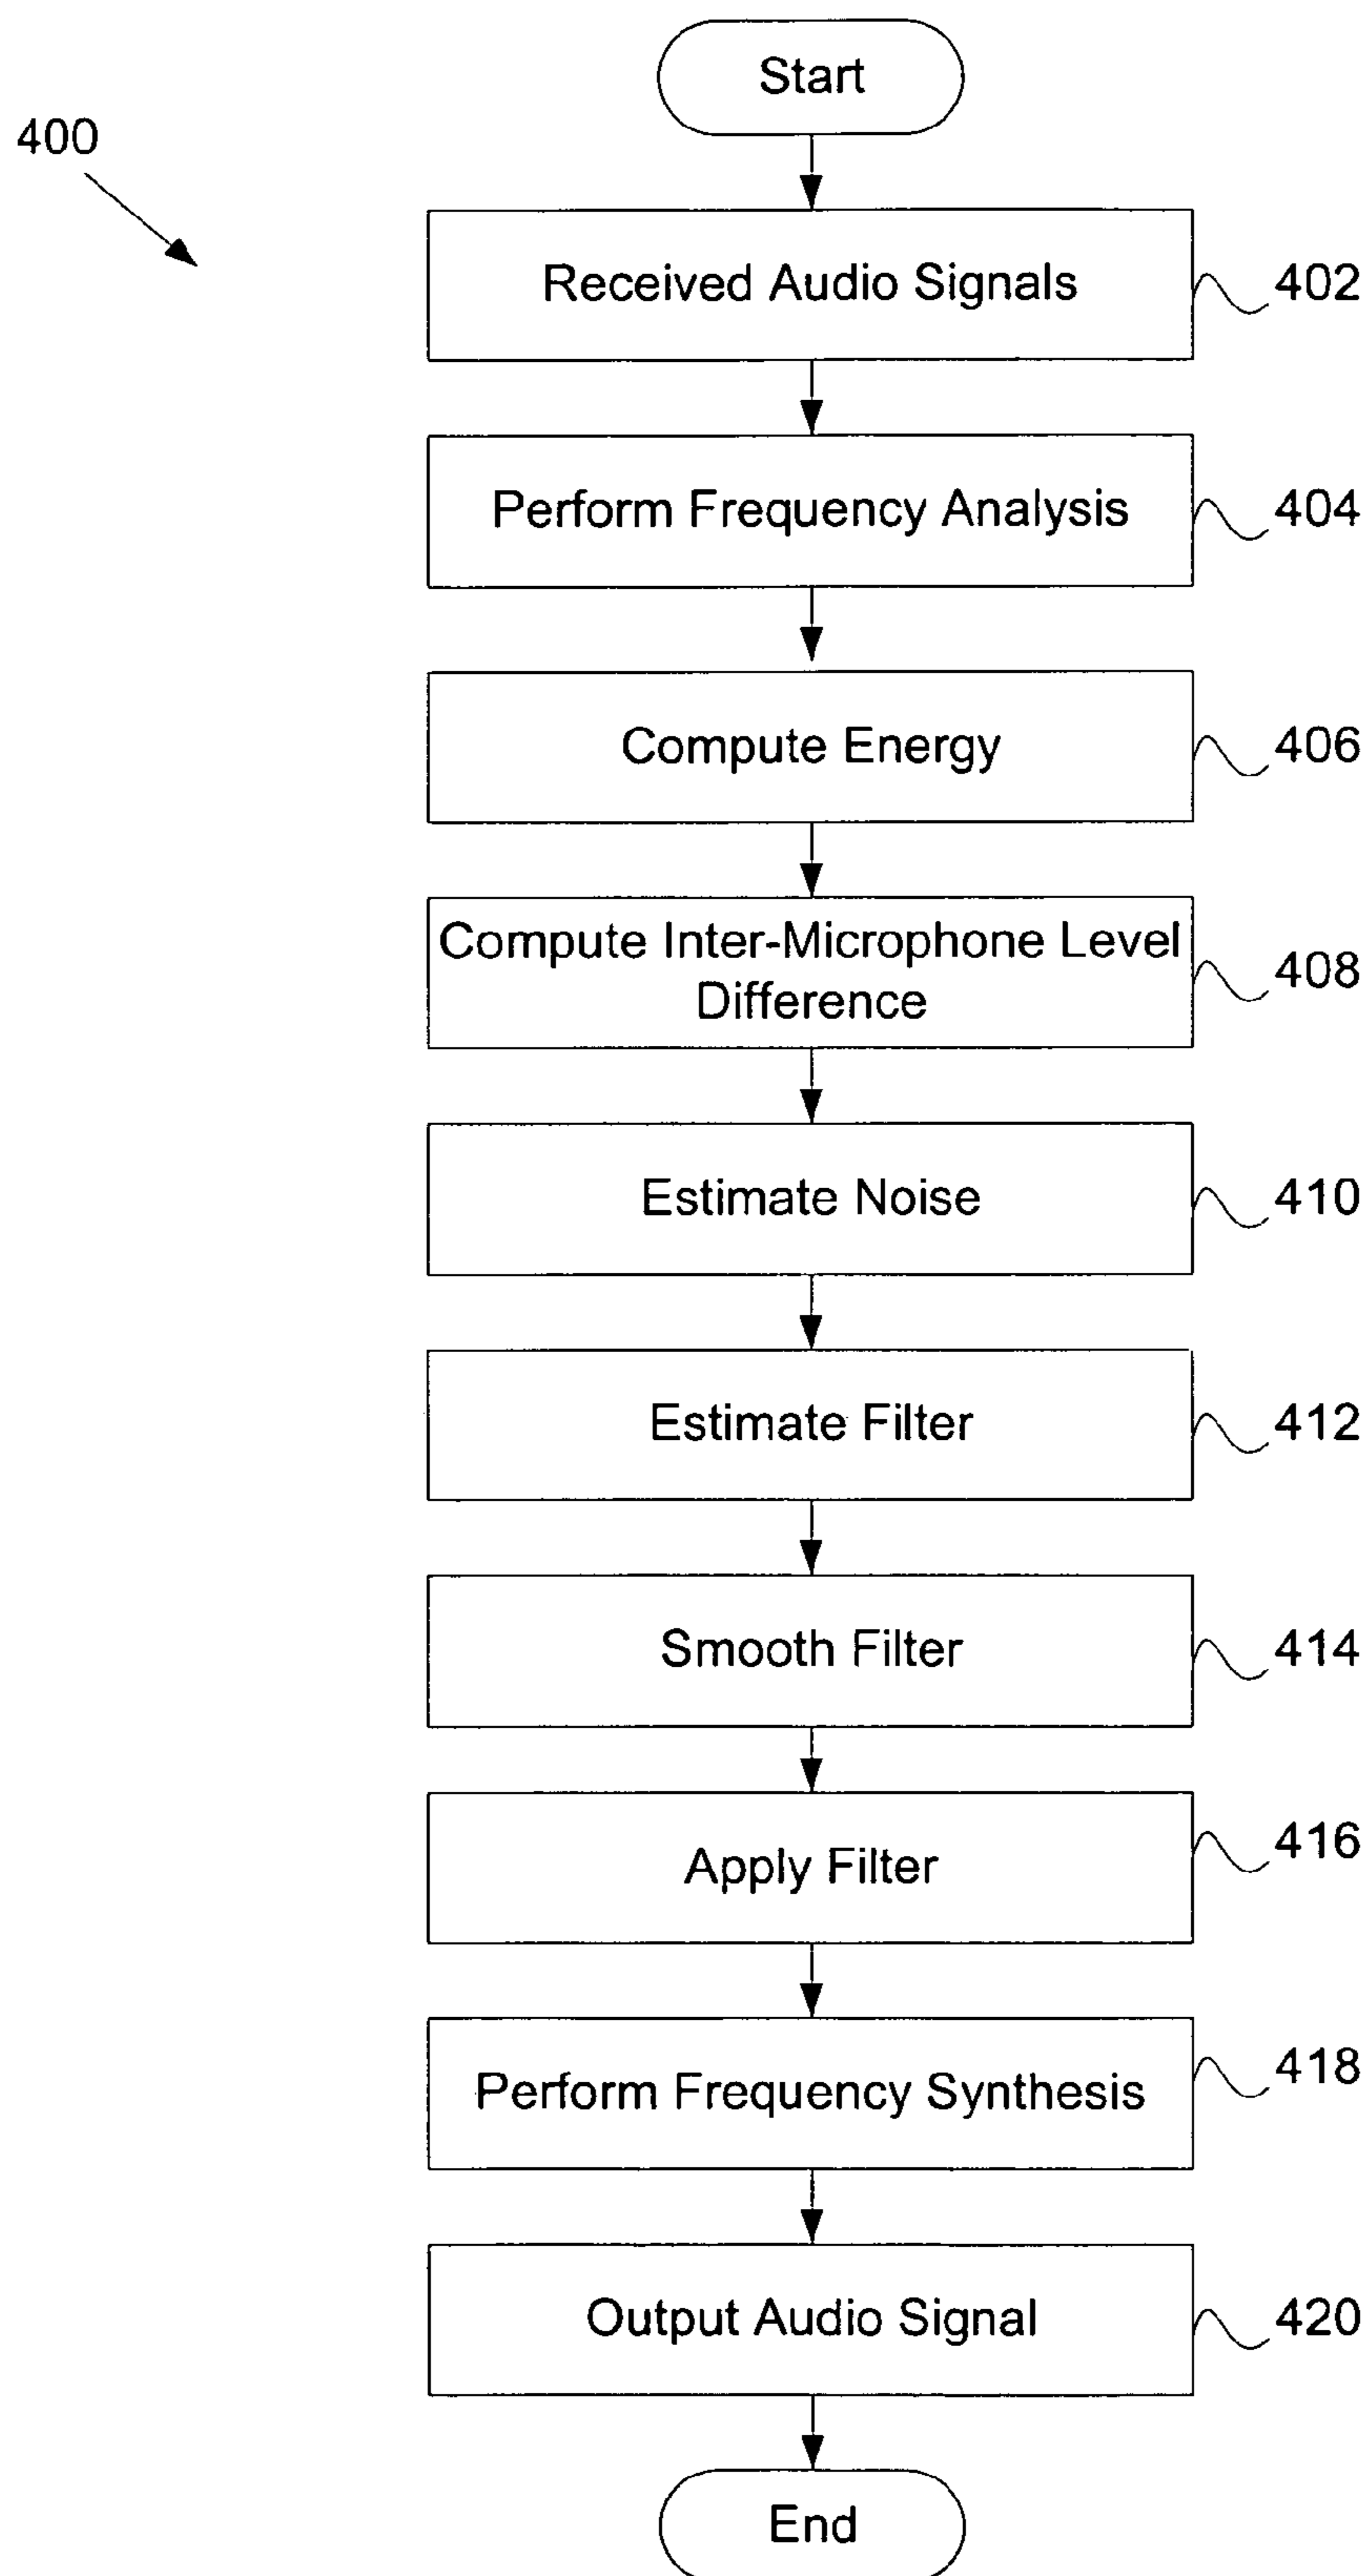 Start
400
Received Audio Signals
402
Perform Frequency Analysis
404
Compute Energy
406
Compute Inter-Microphone Level
Difference
408
Estimate Noise
410
Estimate Filter
412
Smooth Filter
414
Apply Filter
416
Perform Frequency Synthesis
418
Output Audio Signal
420
End